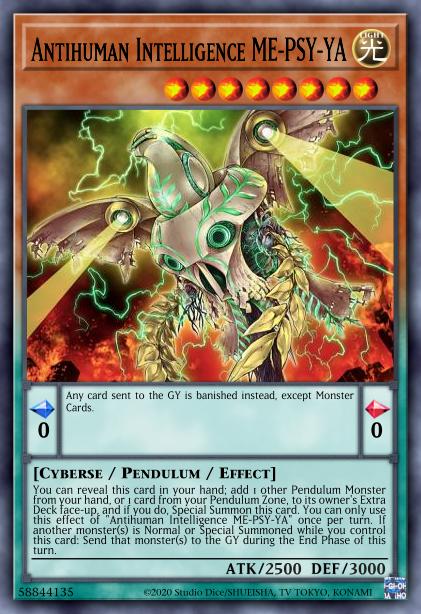 ANTIHUMAN INTELLIGENCE ME-PSY-YA
LIGHT
光
Any card sent to the GY is banished instead, except Monster
Cards.
0
0
[CYBERSE / PENDULUM / EFFECT]
You can reveal this card in your hand; add 1 other Pendulum Monster
from your hand, or 1 card from your Pendulum Zone, to its owner's Extra
Deck face-up, and if you do, Special Summon this card. You can only use
this effect of "Antihuman Intelligence ME-PSY-YA" once per turn. If
another monster(s) is Normal or Special Summoned while you control
this card: Send that monster(s) to the GY during the End Phase of this
turn.
ATK/2500 DEF/3000
58844135
©2020 Studio Dice/SHUEISHA, TV TOKYO, KONAMI